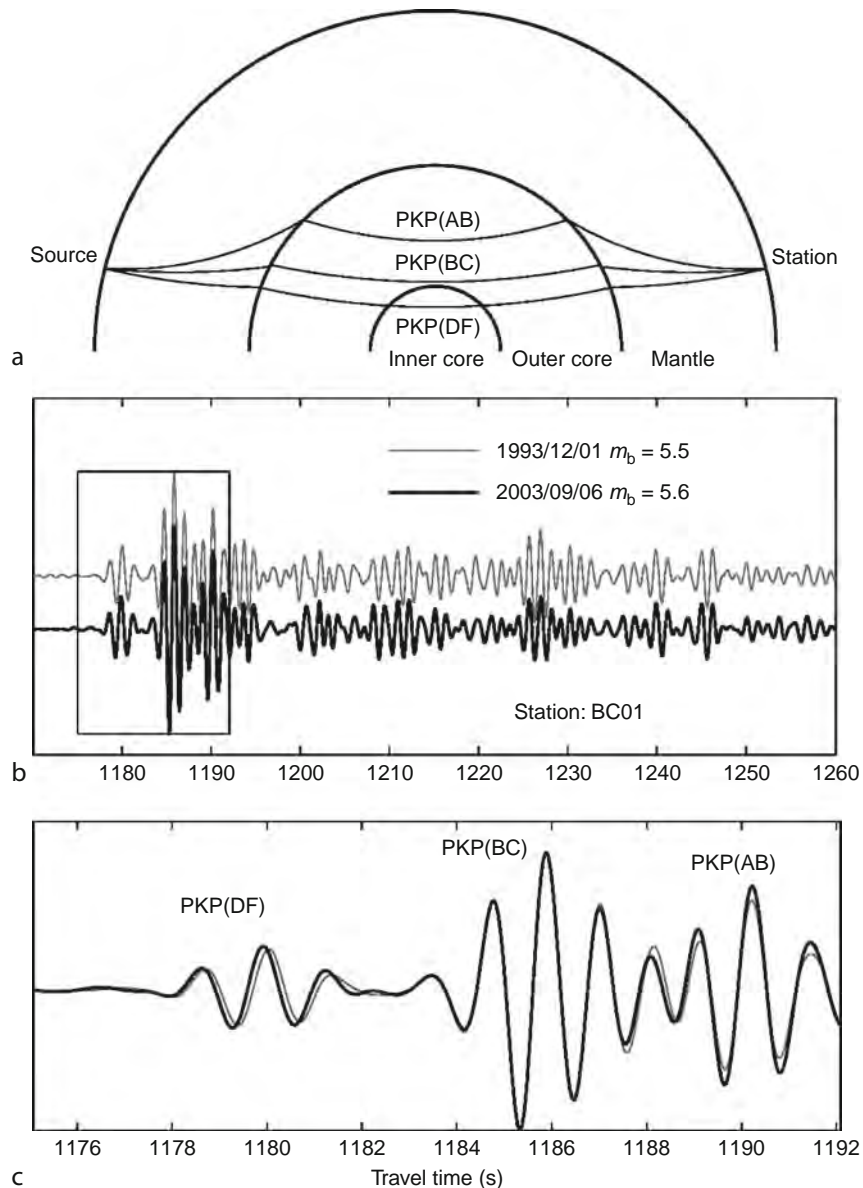 PKP(AB)
Source
PKP(BC)
Station
PKP(DF)
a
Inner core Outer core Mantle
1993/12/01 m_b = 5.5
2003/09/06 m_b = 5.6
Station: BC01
b
1180 1190 1200 1210 1220 1230 1240 1250 1260
PKP(BC)
PKP(AB)
PKP(DF)
1176 1178 1180 1182 1184 1186 1188 1190 1192
c
Travel time (s)